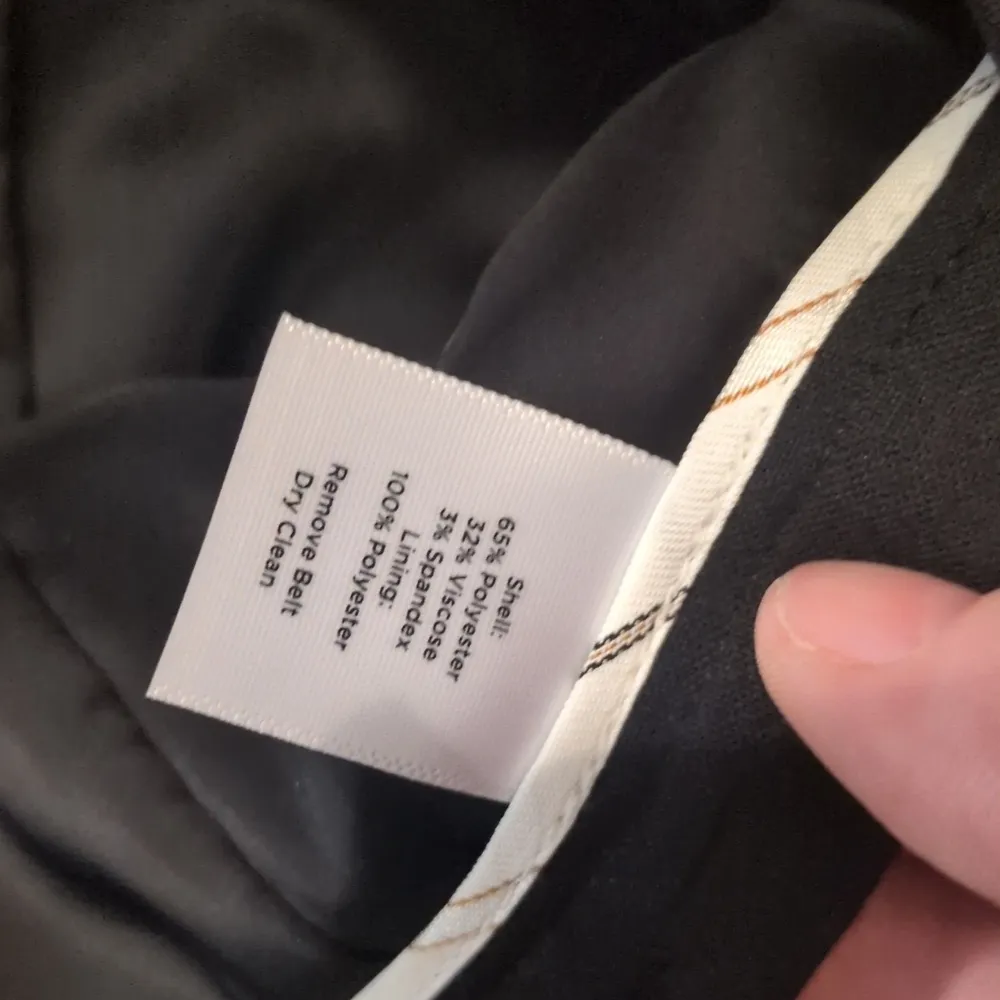 Shell:
65% Polyester
32% Viscose
3% Spandex
Lining:
100% Polyester
Remove Belt
Dry Clean